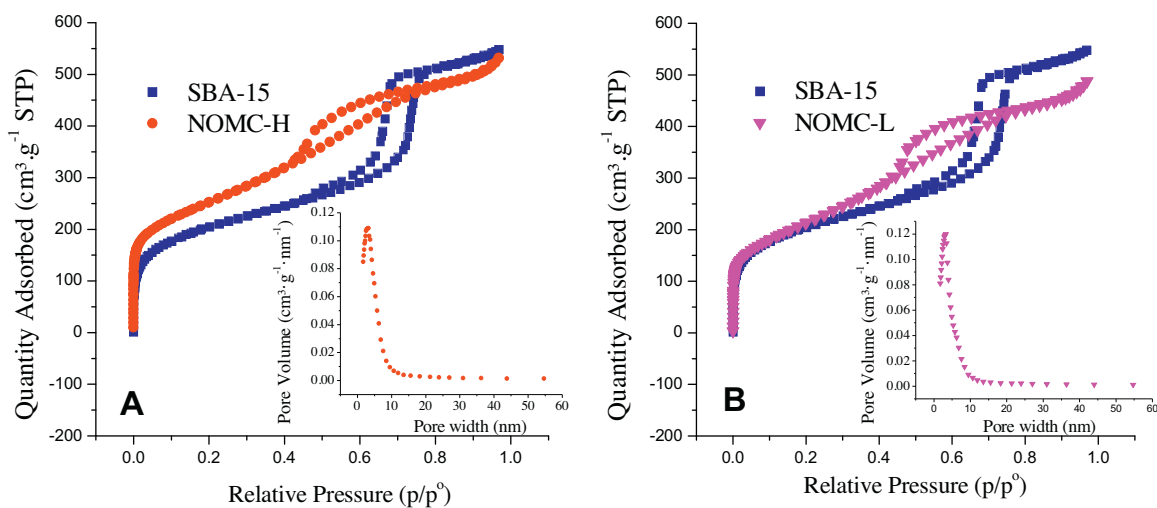 600
500
400
300
200
100
0
-100
-200
Quantity Adsorbed (cm³.g⁻¹ STP)
SBA-15
NOMC-H
A
0.0 0.2 0.4 0.6 0.8 1.0
Relative Pressure (p/pᵒ)
0.12
0.10
0.08
0.06
0.04
0.02
0.00
Pore Volume (cm³·g⁻¹·nm⁻¹)
0 10 20 30 40 50 60
Pore width (nm)
600
500
400
300
200
100
0
-100
-200
Quantity Adsorbed (cm³.g⁻¹ STP)
SBA-15
NOMC-L
B
0.0 0.2 0.4 0.6 0.8 1.0
Relative Pressure (p/pᵒ)
0.12
0.10
0.08
0.06
0.04
0.02
0.00
Pore Volume (cm³·g⁻¹·nm⁻¹)
0 10 20 30 40 50 60
Pore width (nm)